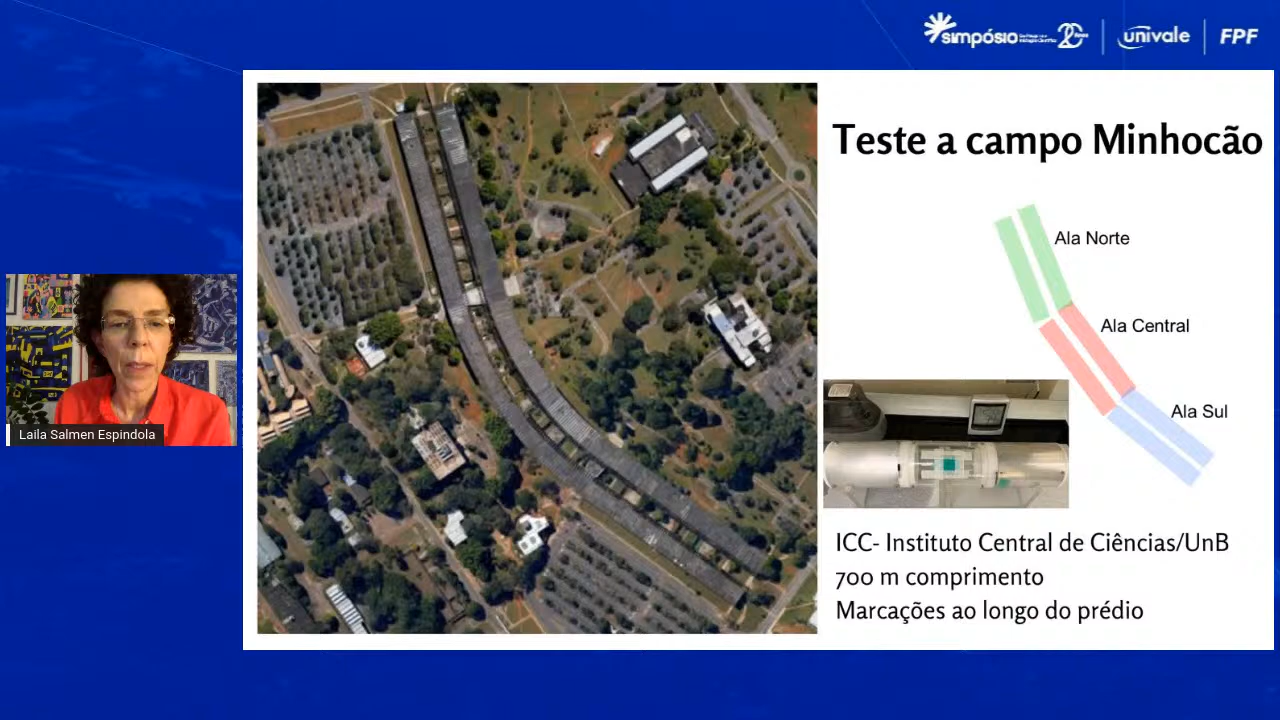 simpósio
univale
FPF
Teste a campo Minhocão
Ala Norte
Ala Central
Ala Sul
Laila Salmen Espindola
ICC- Instituto Central de Ciências/UnB
700 m comprimento
Marcações ao longo do prédio